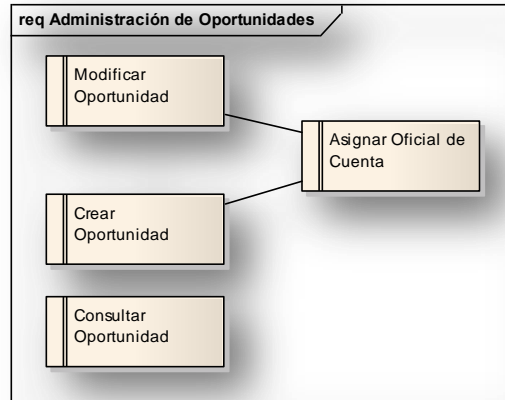 req Administración de Oportunidades
Modificar
Oportunidad
Asignar Oficial de
Cuenta
Crear
Oportunidad
Consultar
Oportunidad